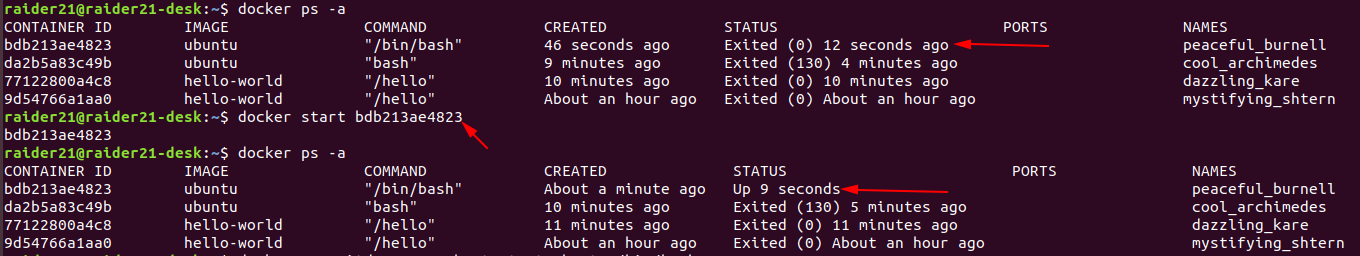 raider21@raider21-desk:~$ docker ps -a
CONTAINER ID IMAGE COMMAND CREATED STATUS PORTS NAMES
bdb213ae4823 ubuntu "/bin/bash" 46 seconds ago Exited (0) 12 seconds ago peaceful_burnell
da2b5a83c49b ubuntu "bash" 9 minutes ago Exited (130) 4 minutes ago cool_archimedes
77122800a4c8 hello-world "/hello" 10 minutes ago Exited (0) 10 minutes ago dazzling_kare
9d54766a1aa0 hello-world "/hello" About an hour ago Exited (0) About an hour ago mystifying_shtern
raider21@raider21-desk:~$ docker start bdb213ae4823
bdb213ae4823
raider21@raider21-desk:~$ docker ps -a
CONTAINER ID IMAGE COMMAND CREATED STATUS PORTS NAMES
bdb213ae4823 ubuntu "/bin/bash" About a minute ago Up 9 seconds peaceful_burnell
da2b5a83c49b ubuntu "bash" 10 minutes ago Exited (130) 5 minutes ago cool_archimedes
77122800a4c8 hello-world "/hello" 11 minutes ago Exited (0) 11 minutes ago dazzling_kare
9d54766a1aa0 hello-world "/hello" About an hour ago Exited (0) About an hour ago mystifying_shtern